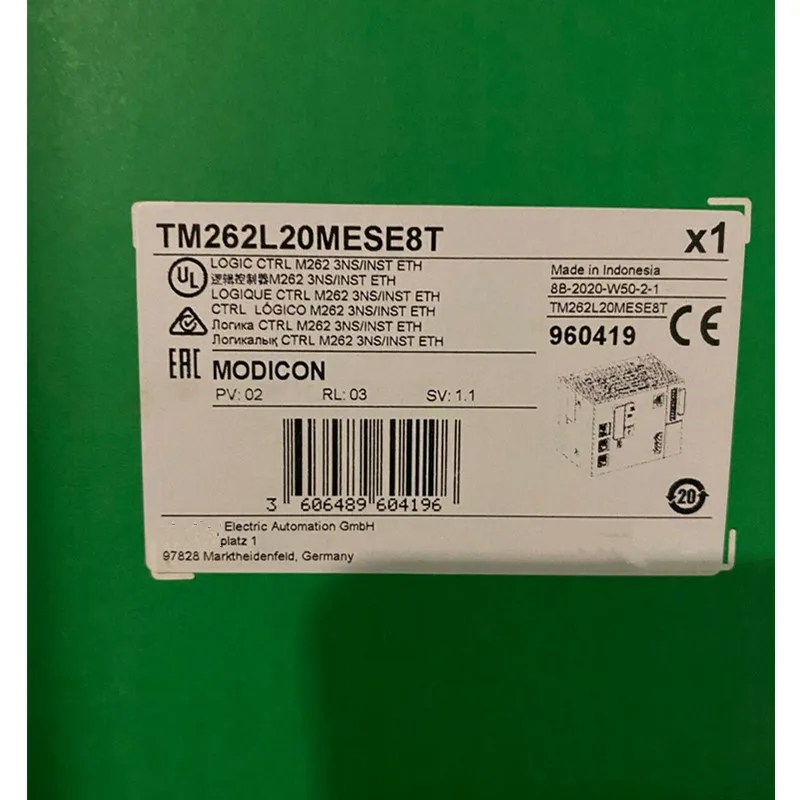 TM262L20MESE8T x1
LOGIC CTRL M262 3NS/INST ETH
逻辑控制器M262 3NS/INST ETH
LOGIQUE CTRL M262 3NS/INST ETH
CTRL LÓGICO M262 3NS/INST ETH
Логика CTRL M262 3NS/INST ETH
Логикалық CTRL M262 3NS/INST ETH
UL
Made in Indonesia
8B-2020-W50-2-1
TM262L20MESE8T
960419
CE
EAC
MODICON
PV: 02 RL: 03 SV: 1.1
3 606489 604196
20
Electric Automation GmbH
platz 1
97828 Marktheidenfeld, Germany